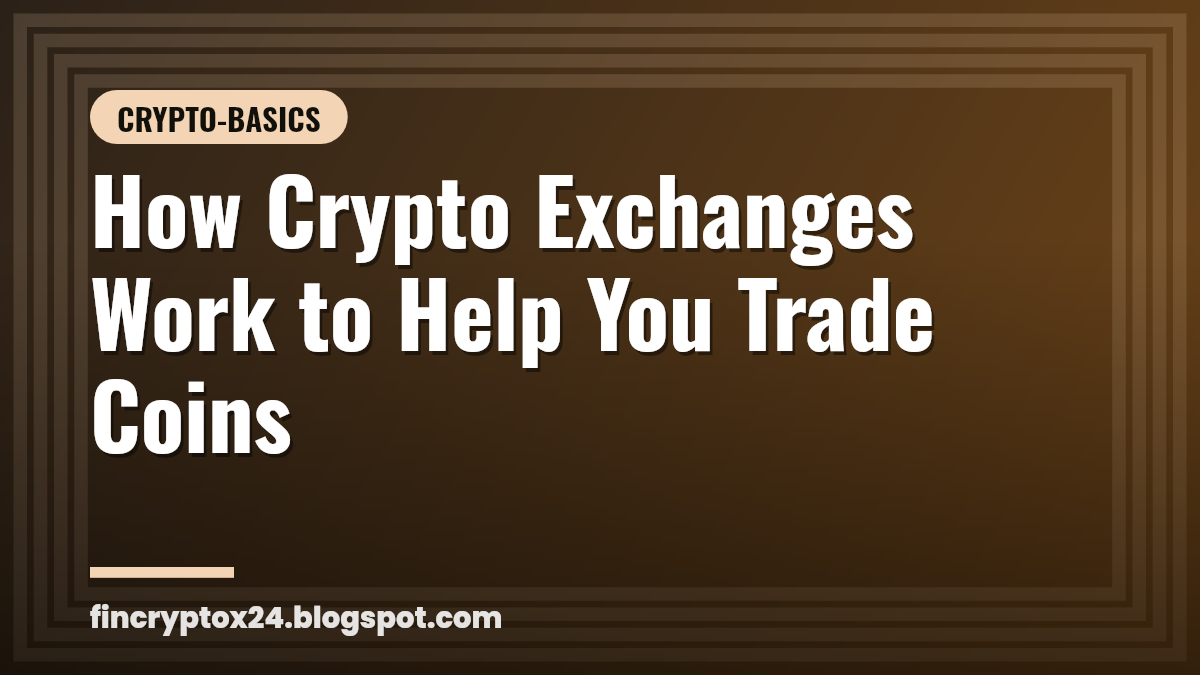 CRYPTO-BASICS
How Crypto Exchanges
Work to Help You Trade
Coins
fincryptox24.blogspot.com